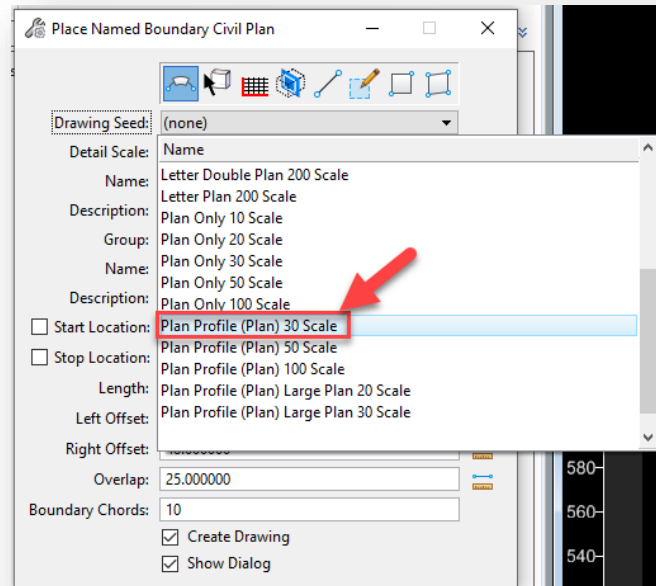 Place Named Boundary Civil Plan
Drawing Seed: (none)
Detail Scale:
Name
Name:
Letter Double Plan 200 Scale
Letter Plan 200 Scale
Description:
Plan Only 10 Scale
Group:
Plan Only 20 Scale
Name:
Plan Only 30 Scale
Plan Only 50 Scale
Description:
Plan Only 100 Scale
Start Location:
Plan Profile (Plan) 30 Scale
Stop Location:
Plan Profile (Plan) 50 Scale
Plan Profile (Plan) 100 Scale
Length:
Plan Profile (Plan) Large Plan 20 Scale
Left Offset:
Plan Profile (Plan) Large Plan 30 Scale
Right Offset:
Overlap: 25.000000
Boundary Chords: 10
Create Drawing
Show Dialog
580
560
540